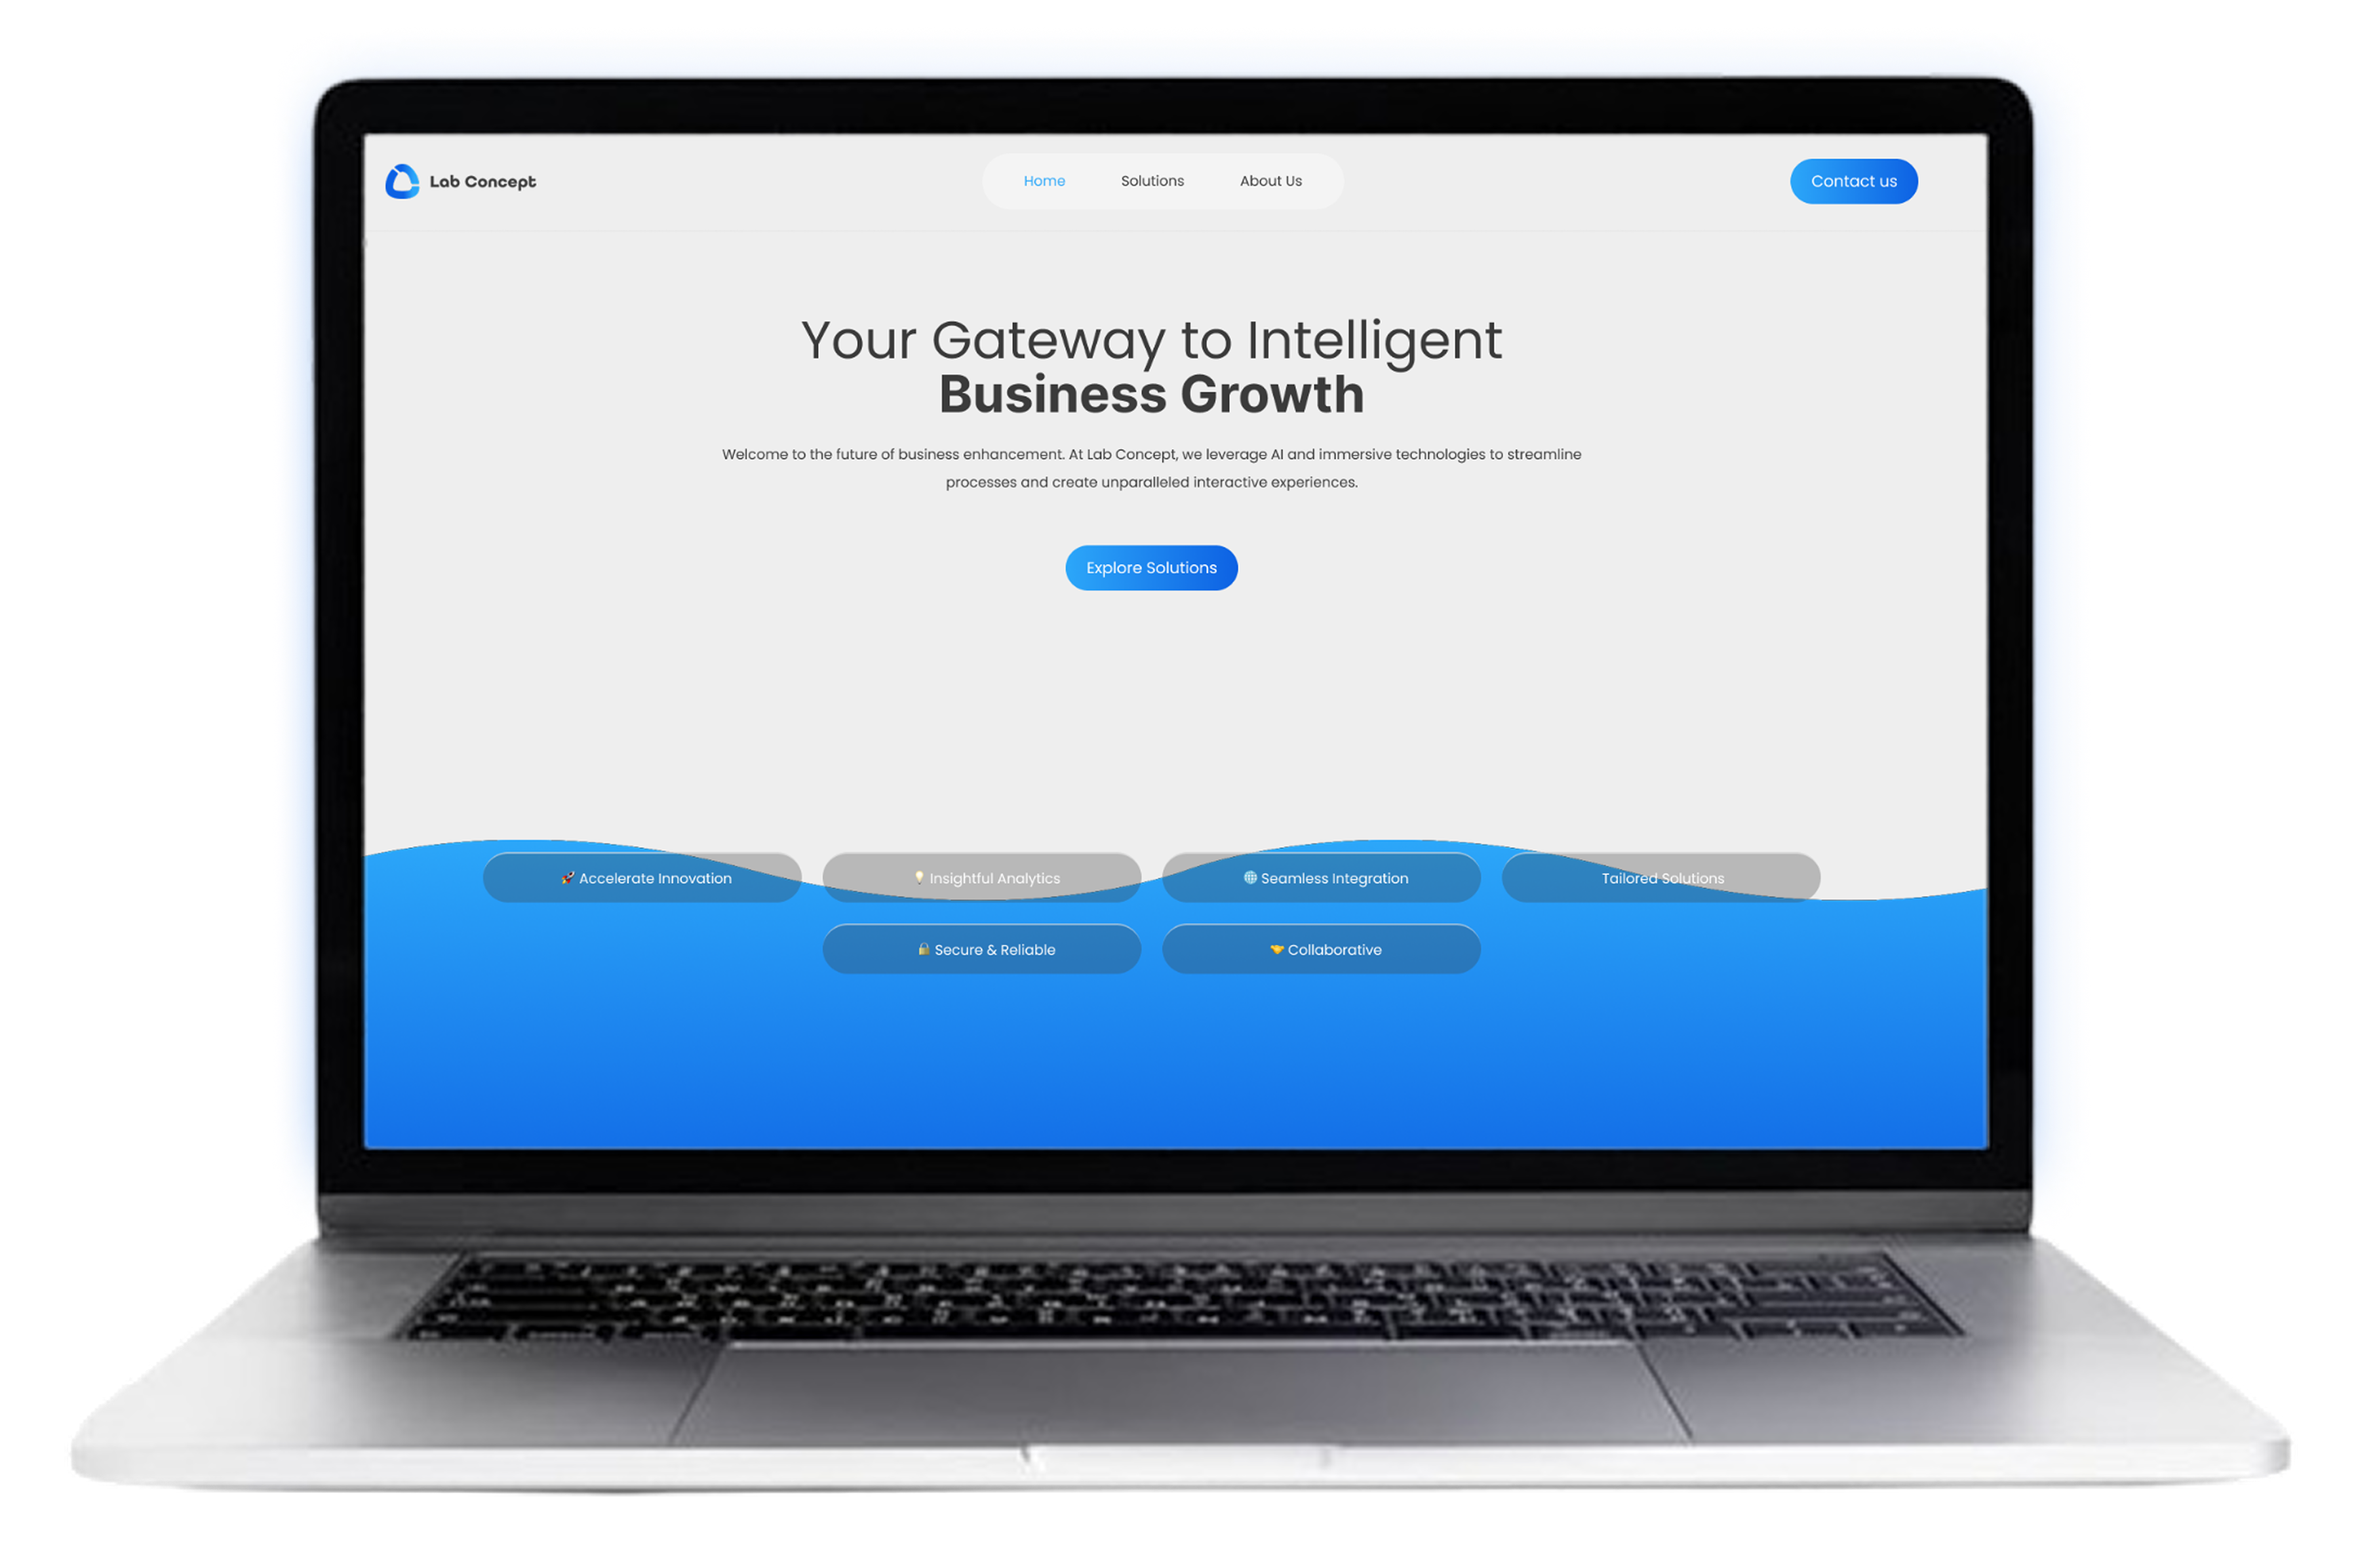 Lab Concept
Home Solutions About Us
Contact us
Your Gateway to Intelligent
Business Growth
Welcome to the future of business enhancement. At Lab Concept, we leverage AI and immersive technologies to streamline
processes and create unparalleled interactive experiences.
Explore Solutions
🚀 Accelerate Innovation
💡 Insightful Analytics
🌐 Seamless Integration
Tailored Solutions
🔒 Secure & Reliable
🤝 Collaborative